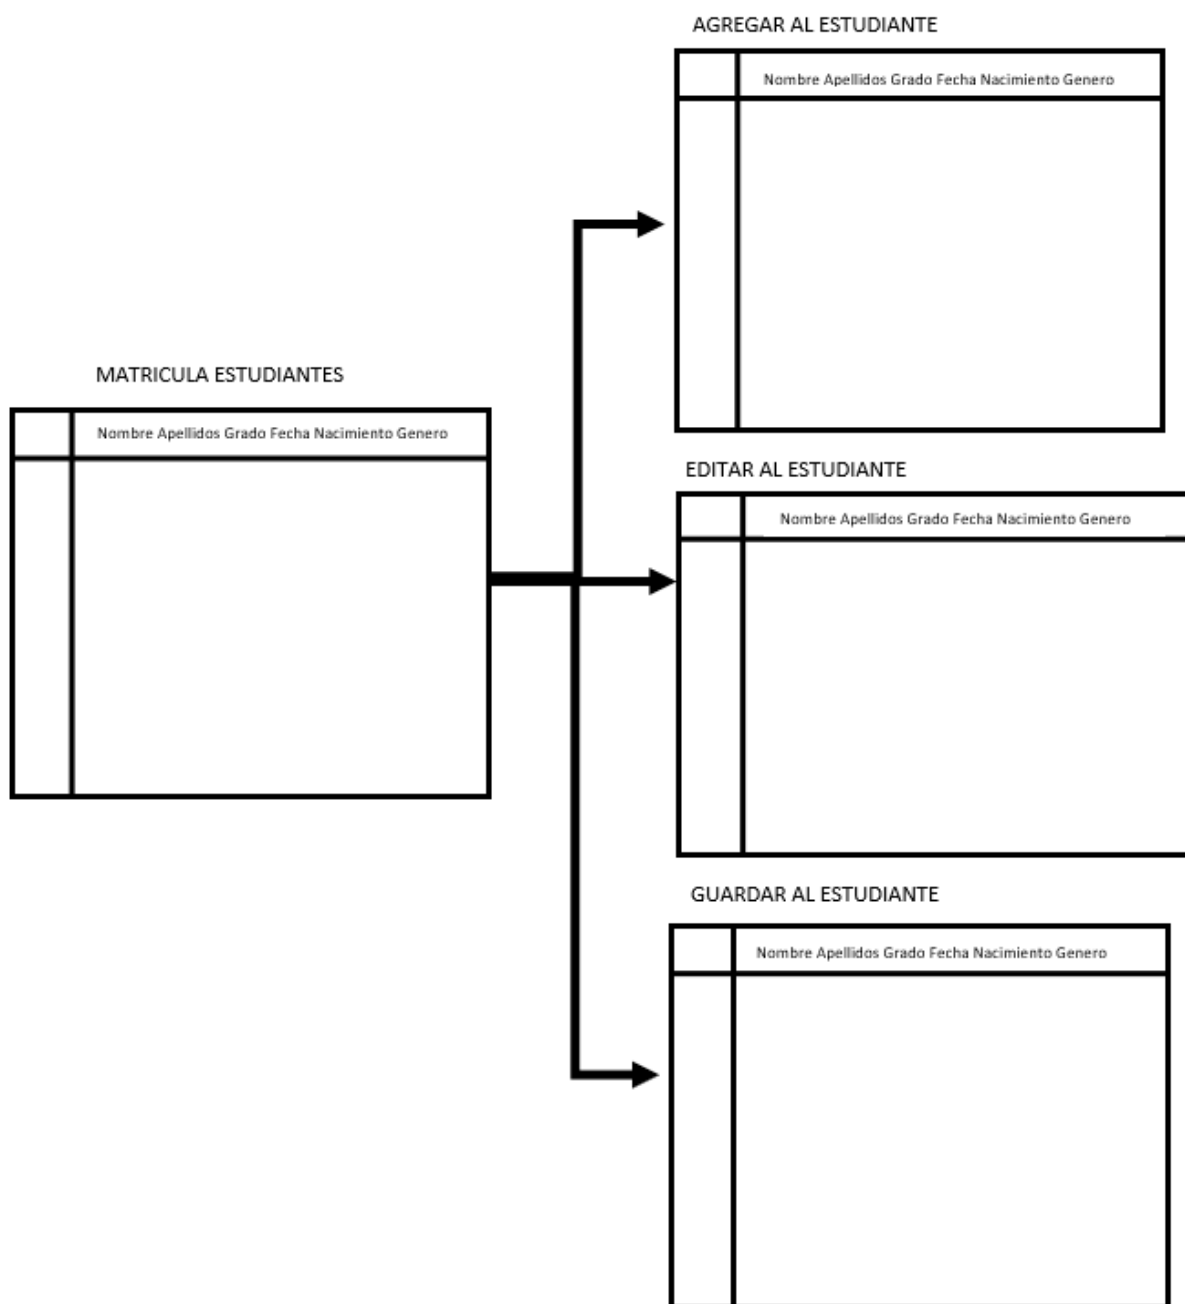 AGREGAR AL ESTUDIANTE
Nombre Apellidos Grado Fecha Nacimiento Genero
MATRICULA ESTUDIANTES
Nombre Apellidos Grado Fecha Nacimiento Genero
EDITAR AL ESTUDIANTE
Nombre Apellidos Grado Fecha Nacimiento Genero
GUARDAR AL ESTUDIANTE
Nombre Apellidos Grado Fecha Nacimiento Genero